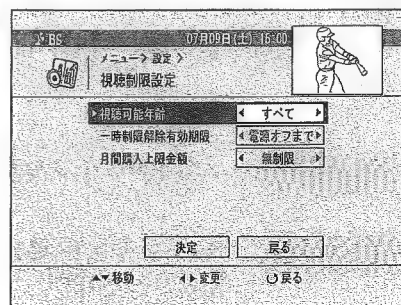 BS 07月09日(土) 15:00
メニュー > 設定 >
視聴制限設定
視聴可能年齢 すべて
一時制限解除有効期限 電源オフまで
月間購入上限金額 無制限
決定 戻る
▲▼移動 ◀▶変更 戻る